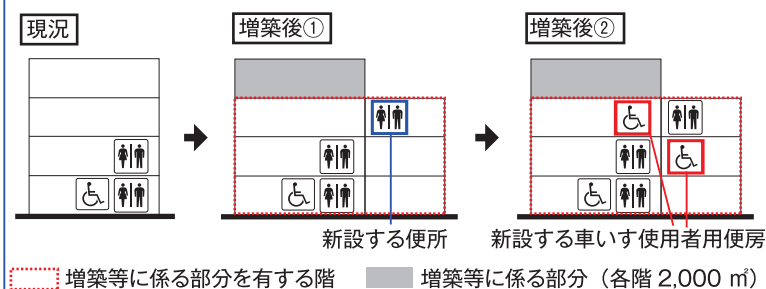 現況
増築後①
増築後②
新設する便所
新設する車いす使用者用便房
増築等に係る部分を有する階
増築等に係る部分（各階 2,000 ㎡）